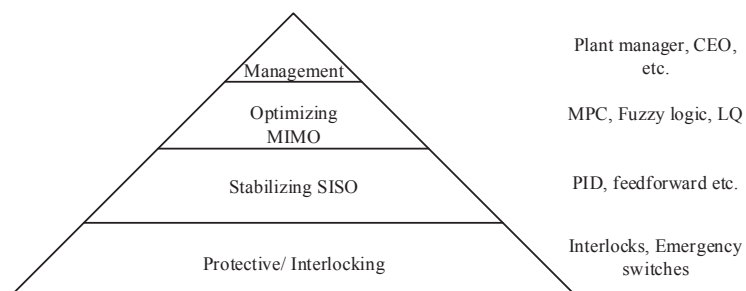 Management
Plant manager, CEO,
etc.
Optimizing
MIMO
MPC, Fuzzy logic, LQ
Stabilizing SISO
PID, feedforward etc.
Protective/ Interlocking
Interlocks, Emergency
switches